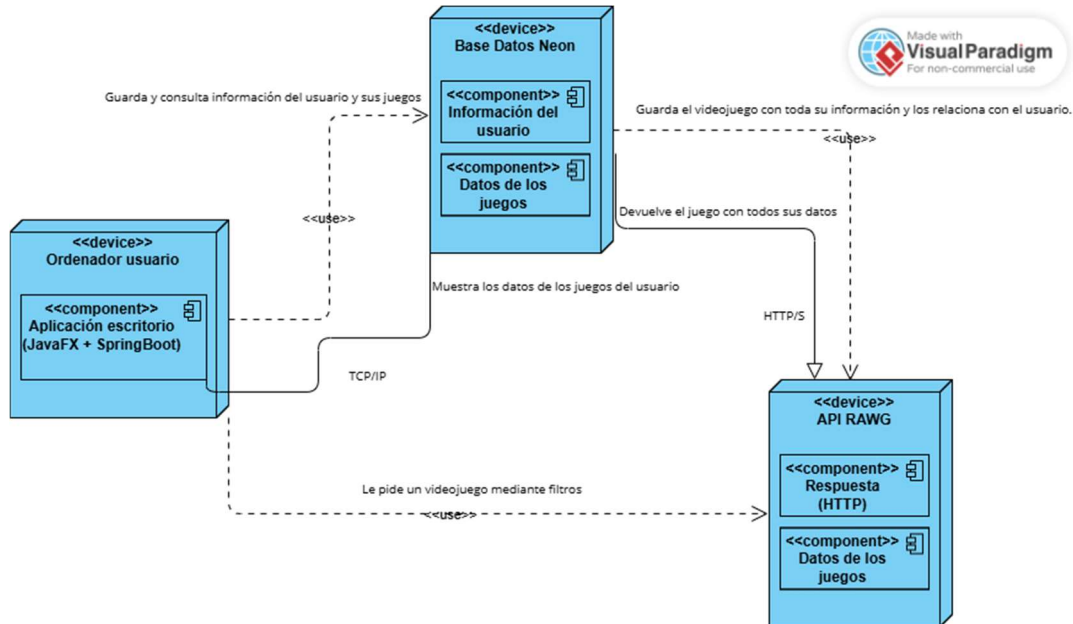 <<device>>
Base Datos Neon
Made with
Visual Paradigm
For non-commercial use
<<component>>
Información del
usuario
Guarda y consulta información del usuario y sus juegos
Guarda el videojuego con toda su información y los relaciona con el usuario.
<<use>>
<<component>>
Datos de los
juegos
<<use>>
Devuelve el juego con todos sus datos
<<device>>
Ordenador usuario
Muestra los datos de los juegos del usuario
<<component>>
Aplicación escritorio
(JavaFX + SpringBoot)
HTTP/S
TCP/IP
<<device>>
API RAWG
<<component>>
Respuesta
(HTTP)
Le pide un videojuego mediante filtros
<<use>>
<<component>>
Datos de los
juegos